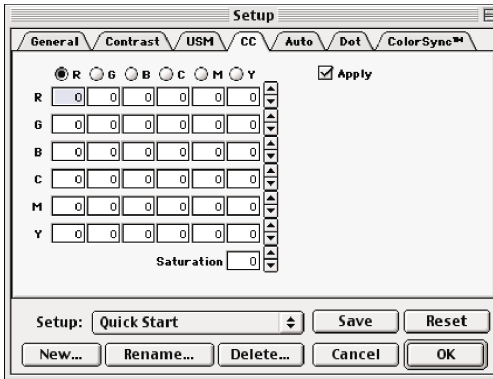 Setup
General Contrast USM CC Auto Dot ColorSync™
R G B C M Y Apply
R 0 0 0 0 0 0
G 0 0 0 0 0 0
B 0 0 0 0 0 0
C 0 0 0 0 0 0
M 0 0 0 0 0 0
Y 0 0 0 0 0 0
Saturation 0
Setup: Quick Start Save Reset
New... Rename... Delete... Cancel OK